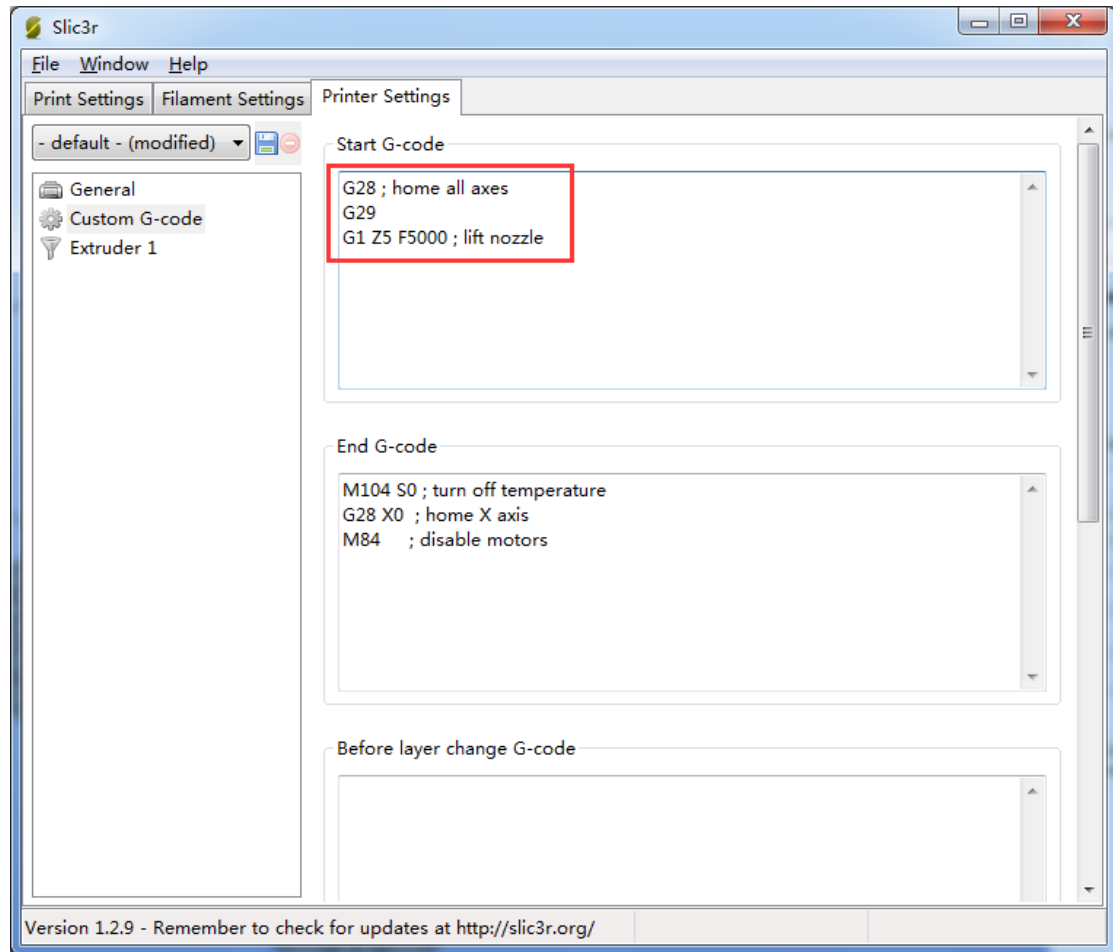 Slic3r
File Window Help
Print Settings Filament Settings Printer Settings
- default - (modified)
General
Custom G-code
Extruder 1
Start G-code
G28 ; home all axes
G29
G1 Z5 F5000 ; lift nozzle
End G-code
M104 S0 ; turn off temperature
G28 X0  ; home X axis
M84     ; disable motors
Before layer change G-code
Version 1.2.9 - Remember to check for updates at http://slic3r.org/